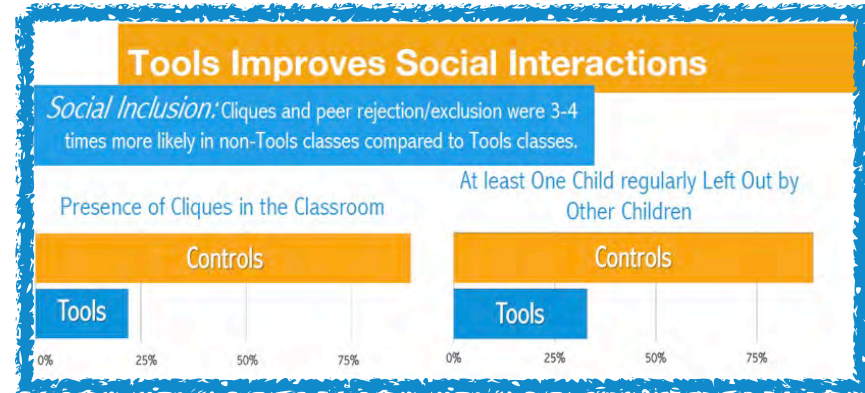 Tools Improves Social Interactions
Social Inclusion: Cliques and peer rejection/exclusion were 3-4
times more likely in non-Tools classes compared to Tools classes.
Presence of Cliques in the Classroom
Controls
Tools
0% 25% 50% 75%
At least One Child regularly Left Out by
Other Children
Controls
Tools
0% 25% 50% 75%